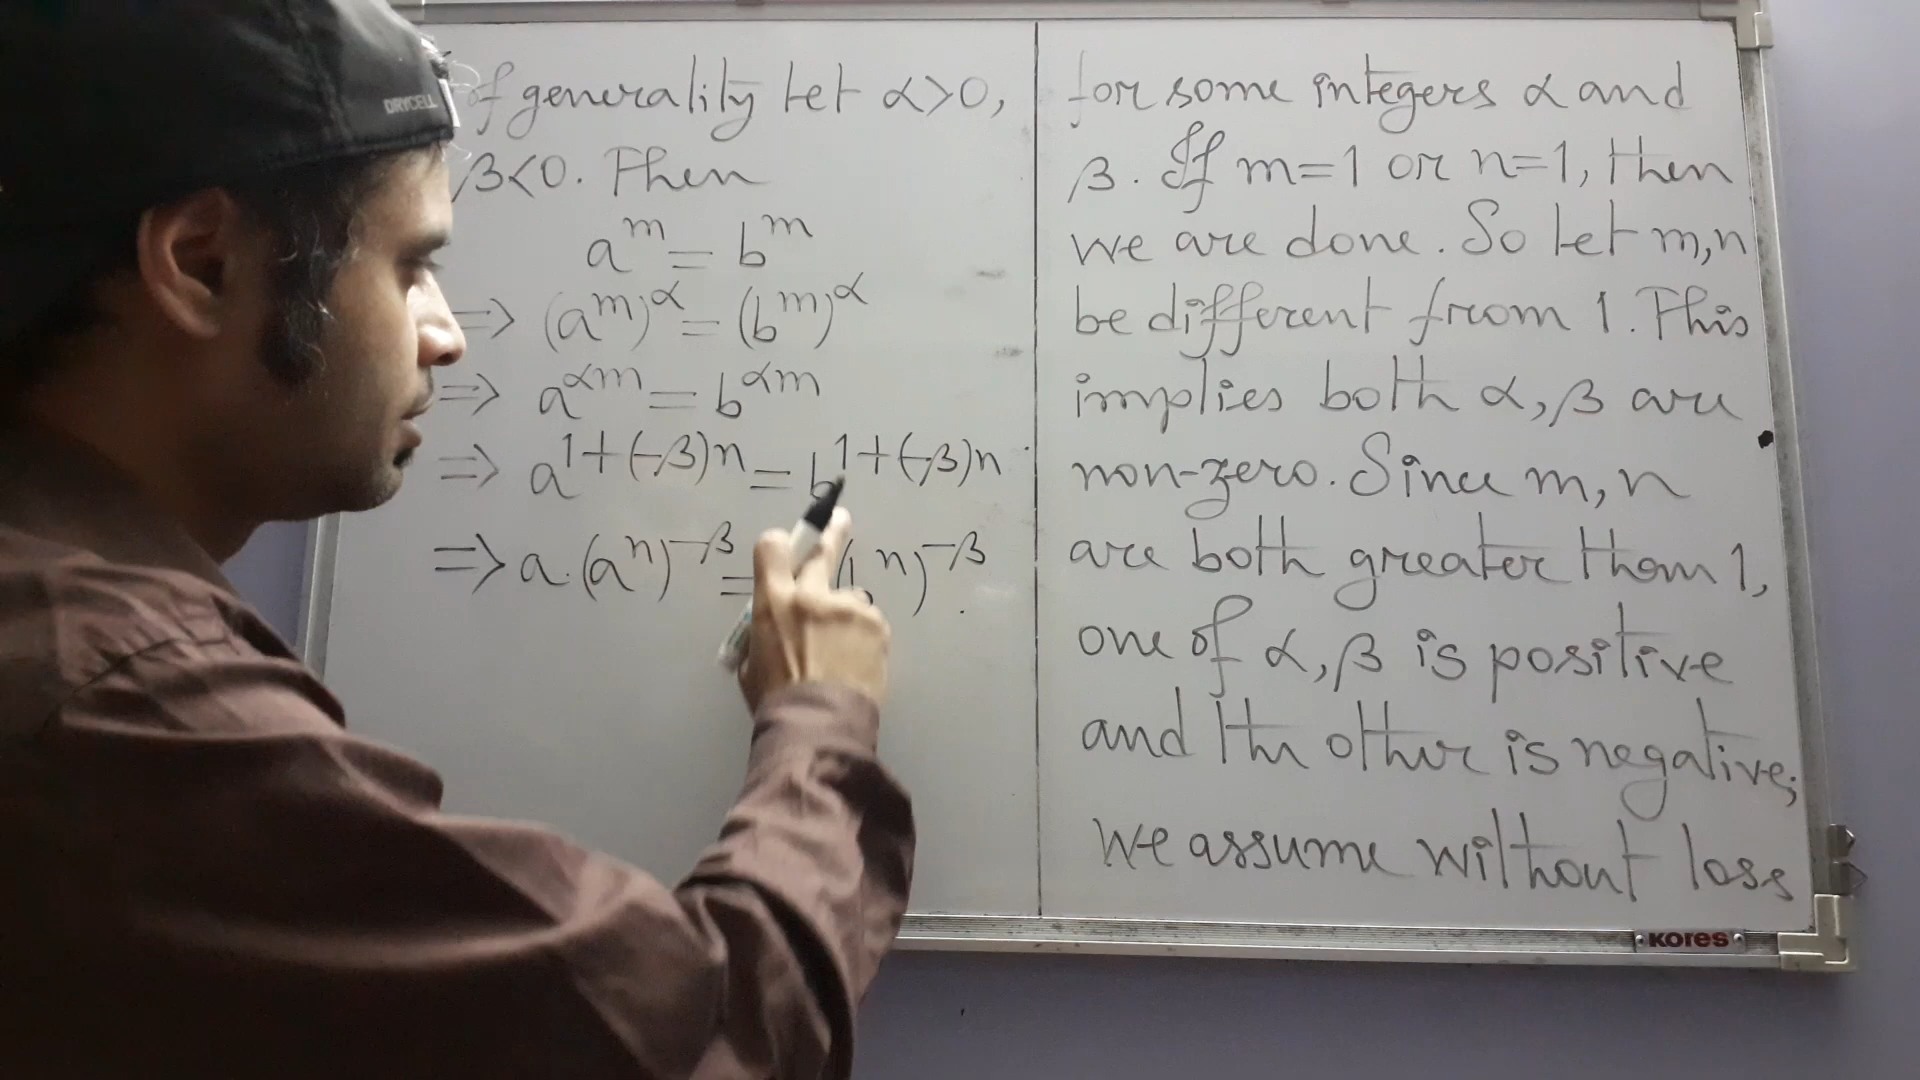 of generality let α>0,
β<0. Then
a^m = b^m
=> (a^m)^α = (b^m)^α
=> a^αm = b^αm
=> a^1+(-β)n = b^1+(-β)n
=> a.(a^n)^-β = (b^n)^-β.
for some integers α and
β. If m=1 or n=1, then
we are done. So let m,n
be different from 1. This
implies both α,β are
non-zero. Since m,n
are both greater than 1,
one of α,β is positive
and the other is negative;
we assume without loss
DRYCELL
KORES